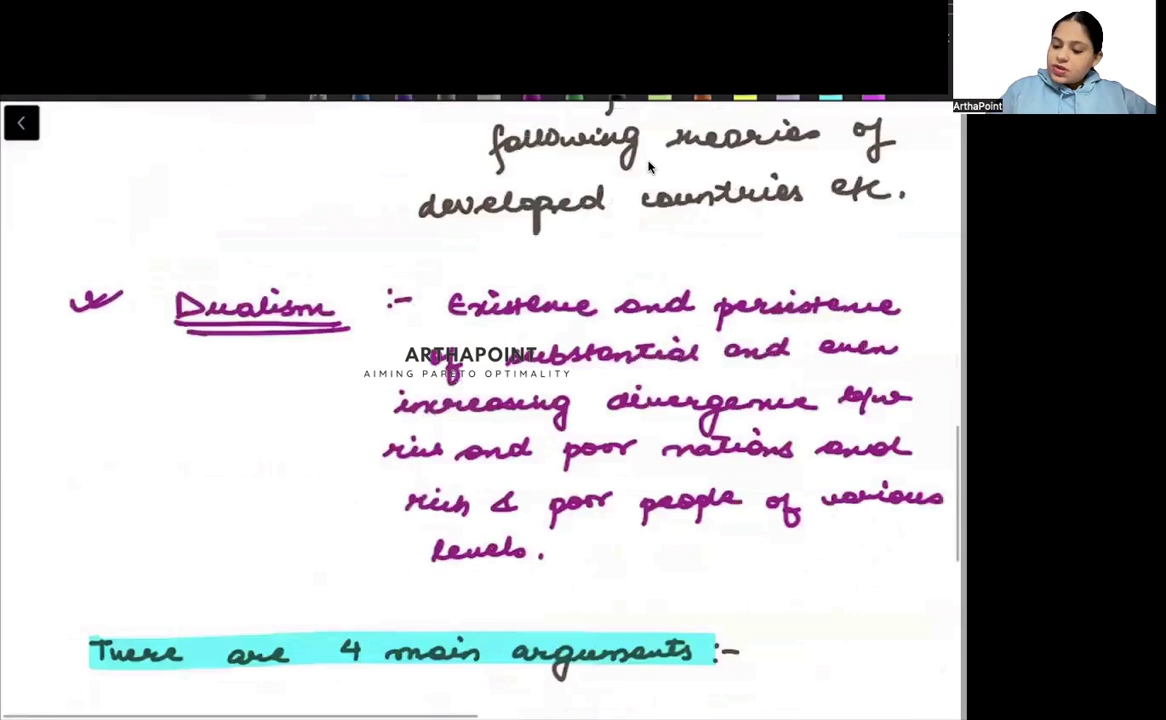 ArthaPoint
following theories of
developed countries etc.
Dualism :- Existence and persistence
of substantial and even
ARTHAPOINT
AIMING PARETO OPTIMALITY
increasing divergence b/w
rich and poor nations and
rich & poor people of various
levels.
There are 4 main arguments :-